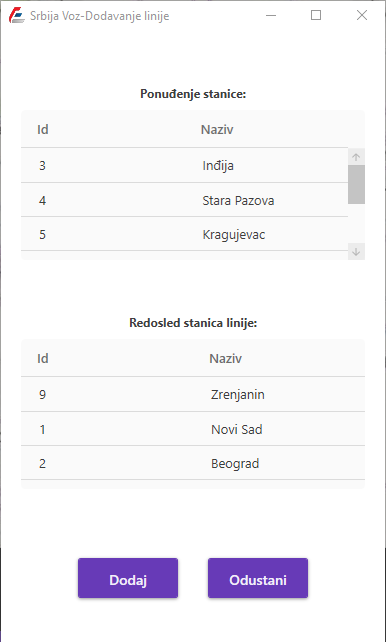 Srbija Voz-Dodavanje linije
Ponuđenje stanice:
Id Naziv
3 Inđija
4 Stara Pazova
5 Kragujevac
Redosled stanica linije:
Id Naziv
9 Zrenjanin
1 Novi Sad
2 Beograd
Dodaj Odustani